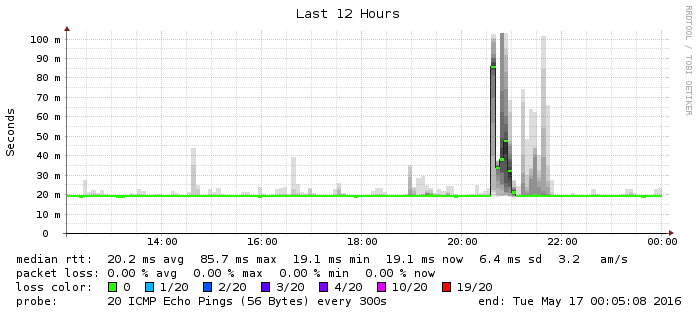 Last 12 Hours
RRDTOOL / TOBI OETIKER
Seconds
100 m
90 m
80 m
70 m
60 m
50 m
40 m
30 m
20 m
10 m
0
14:00 16:00 18:00 20:00 22:00 00:00
median rtt: 20.2 ms avg 85.7 ms max 19.1 ms min 19.1 ms now 6.4 ms sd 3.2 am/s
packet loss: 0.00 % avg 0.00 % max 0.00 % min 0.00 % now
loss color: 0 1/20 2/20 3/20 4/20 10/20 19/20
probe: 20 ICMP Echo Pings (56 Bytes) every 300s end: Tue May 17 00:05:08 2016